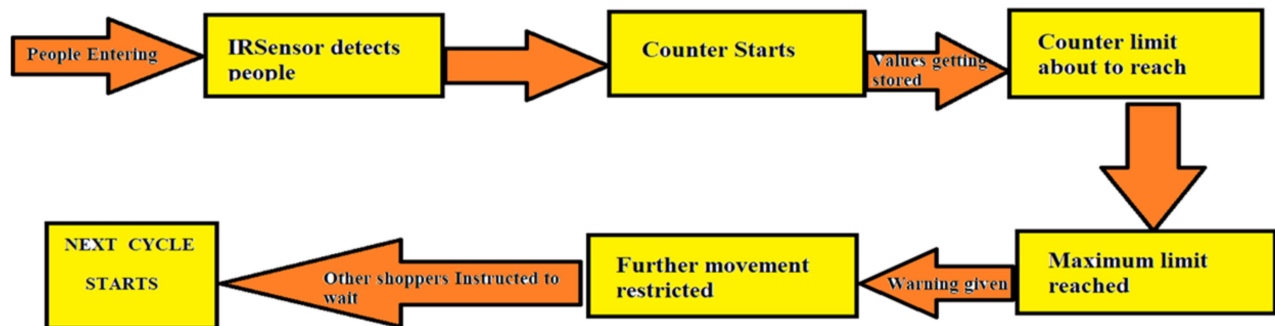 People Entering
IRSensor detects
people
Counter Starts
Values getting
stored
Counter limit
about to reach
Maximum limit
reached
Warning given
Further movement
restricted
Other shoppers Instructed to
wait
NEXT CYCLE
STARTS